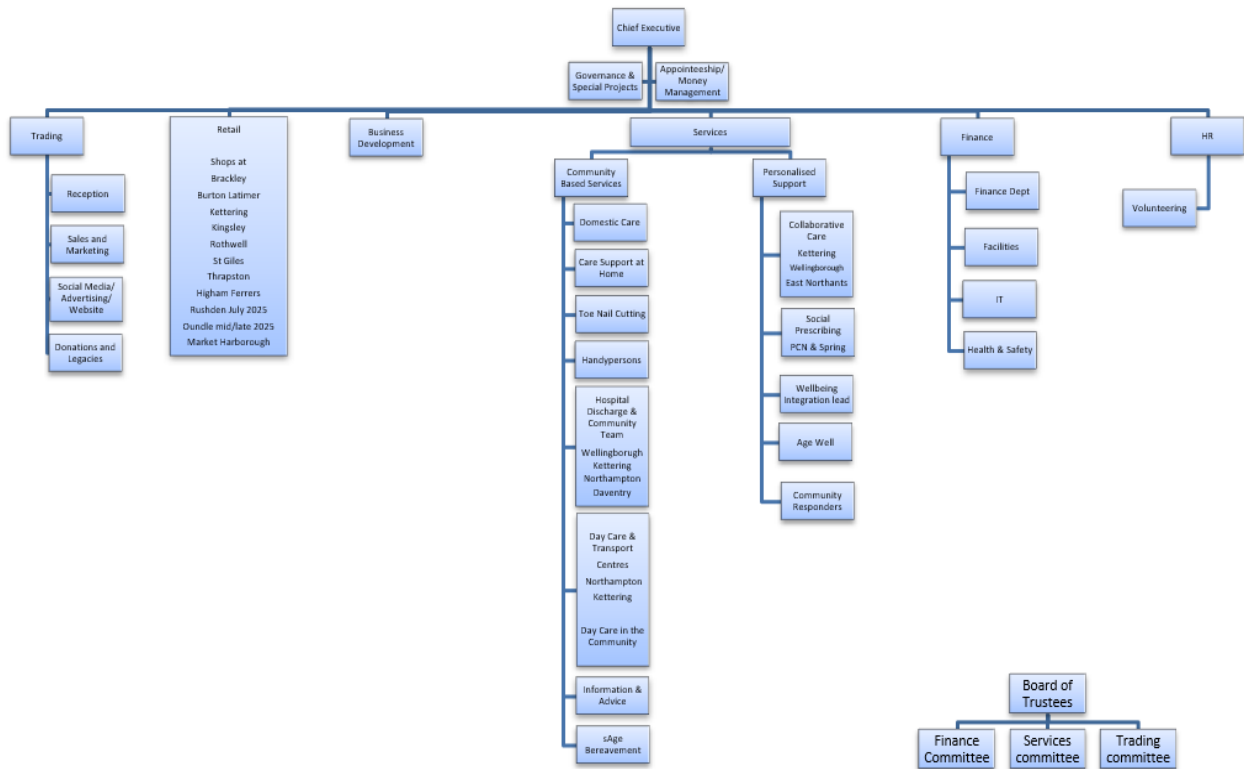 Chief Executive
Governance &
Special Projects
Appointeeship/
Money
Management
Trading
Reception
Sales and
Marketing
Social Media/
Advertising/
Website
Donations and
Legacies
Retail
Shops at
Brackley
Burton Latimer
Kettering
Kingsley
Rothwell
St Giles
Thrapston
Higham Ferrers
Rushden July 2025
Oundle mid/late 2025
Market Harborough
Business
Development
Services
Community
Based Services
Domestic Care
Care Support at
Home
Toe Nail Cutting
Handypersons
Hospital
Discharge &
Community
Team
Wellingborugh
Kettering
Northampton
Daventry
Day Care &
Transport
Centres
Northampton
Kettering
Day Care in the
Community
Information &
Advice
sAge
Bereavement
Personalised
Support
Collaborative
Care
Kettering
Wellingborough
East Northants
Social
Prescribing
PCN & Spring
Wellbeing
Integration lead
Age Well
Community
Responders
Finance
Finance Dept
Facilities
IT
Health & Safety
HR
Volunteering
Board of
Trustees
Finance
Committee
Services
committee
Trading
committee